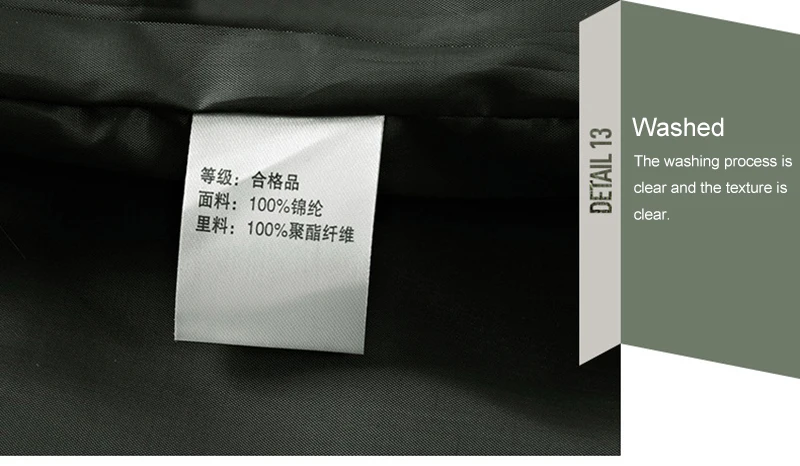 等级：合格品
面料：100%锦纶
里料：100%聚酯纤维
DETAIL 13
Washed
The washing process is
clear and the texture is
clear.